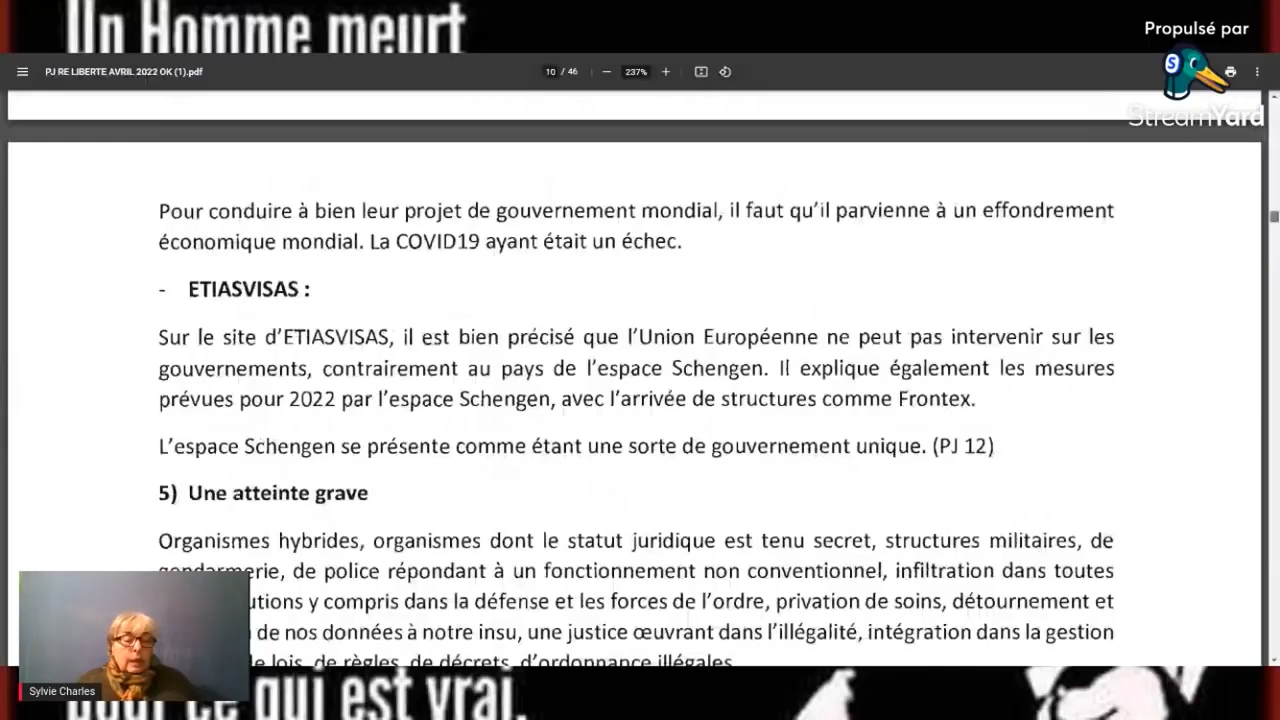 Un Homme meurt
Propulsé par
StreamYard
PJ RE LIBERTE AVRIL 2022 OK (1).pdf
10 / 46
237%
Pour conduire à bien leur projet de gouvernement mondial, il faut qu'il parvienne à un effondrement
économique mondial. La COVID19 ayant était un échec.
- ETIASVISAS :
Sur le site d'ETIASVISAS, il est bien précisé que l'Union Européenne ne peut pas intervenir sur les
gouvernements, contrairement au pays de l'espace Schengen. Il explique également les mesures
prévues pour 2022 par l'espace Schengen, avec l'arrivée de structures comme Frontex.
L'espace Schengen se présente comme étant une sorte de gouvernement unique. (PJ 12)
5) Une atteinte grave
Organismes hybrides, organismes dont le statut juridique est tenu secret, structures militaires, de
gendarmerie, de police répondant à un fonctionnement non conventionnel, infiltration dans toutes
utions y compris dans la défense et les forces de l'ordre, privation de soins, détournement et
de nos données à notre insu, une justice œuvrant dans l'illégalité, intégration dans la gestion
lois, de règles, de décrets, d'ordonnance illégales.
Sylvie Charles
pour ce qui est vrai.